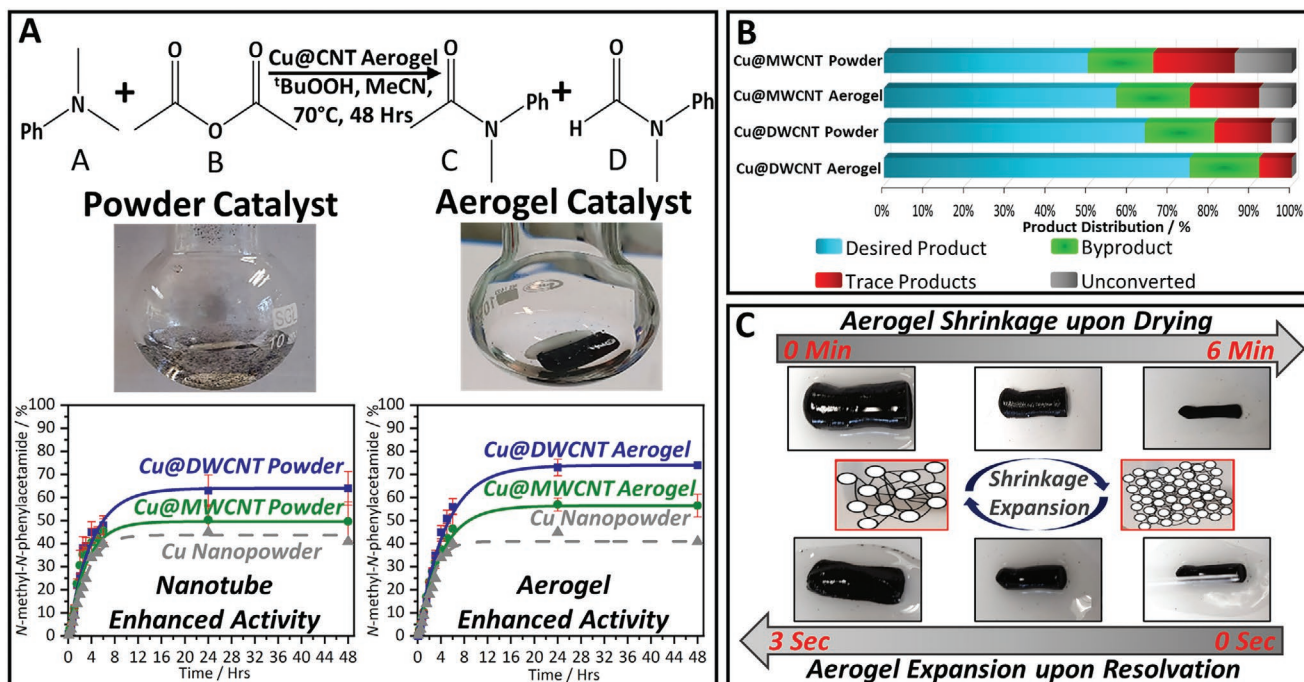 A
O
O
O
O
Cu@CNT Aerogel
ᵗBuOOH, MeCN,
70°C, 48 Hrs
N
+
O
N
Ph
+
H
N
Ph
Ph
A
B
C
D
Powder Catalyst
Aerogel Catalyst
SGL
10
10
N-methyl-N-phenylacetamide / %
100
90
80
70
60
50
40
30
20
10
0
Cu@DWCNT Powder
Cu@MWCNT Powder
Cu Nanopowder
Nanotube
Enhanced Activity
0 4 8 12 16 20 24 28 32 36 40 44 48
Time / Hrs
N-methyl-N-phenylacetamide / %
100
90
80
70
60
50
40
30
20
10
0
Cu@DWCNT Aerogel
Cu@MWCNT Aerogel
Cu Nanopowder
Aerogel
Enhanced Activity
0 4 8 12 16 20 24 28 32 36 40 44 48
Time / Hrs
B
Cu@MWCNT Powder
Cu@MWCNT Aerogel
Cu@DWCNT Powder
Cu@DWCNT Aerogel
0% 10% 20% 30% 40% 50% 60% 70% 80% 90% 100%
Product Distribution / %
Desired Product
Byproduct
Trace Products
Unconverted
C
Aerogel Shrinkage upon Drying
0 Min
6 Min
Shrinkage
Expansion
3 Sec
0 Sec
Aerogel Expansion upon Resolvation